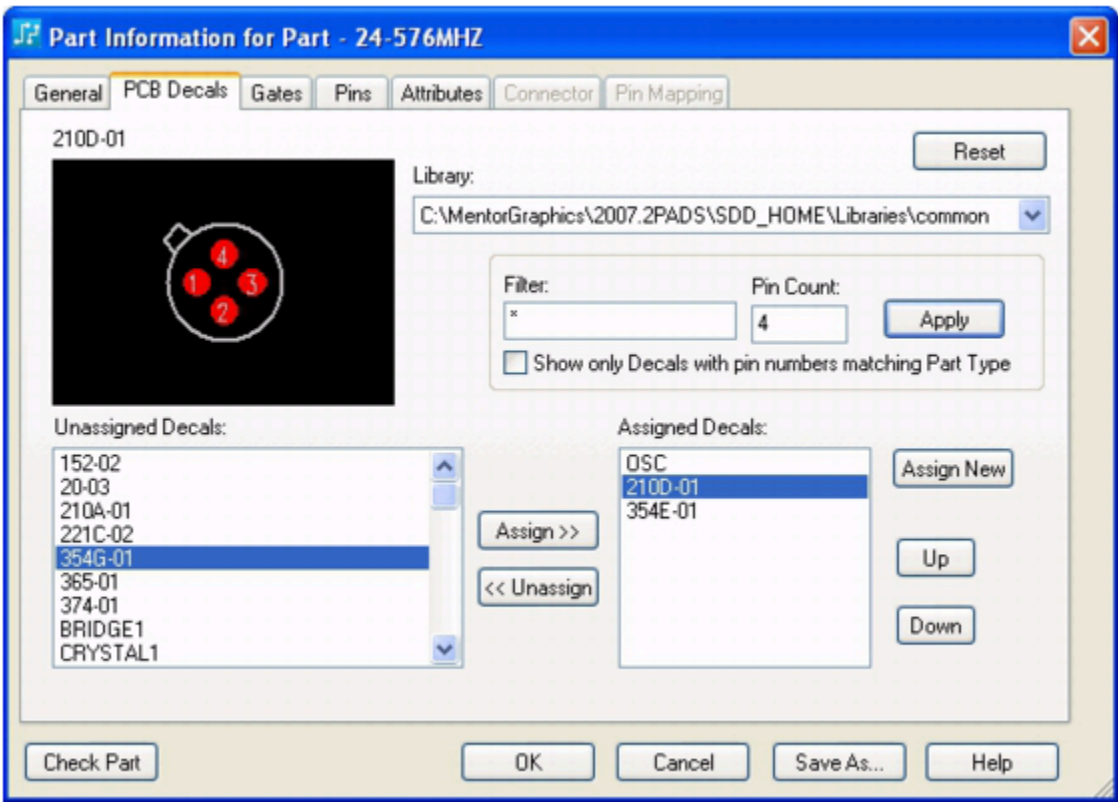 Part Information for Part - 24-576MHZ
General PCB Decals Gates Pins Attributes Connector Pin Mapping
210D-01
Reset
Library:
C:\MentorGraphics\2007.2PADS\SDD_HOME\Libraries\common
4
1 3
2
Filter: Pin Count:
* 4 Apply
Show only Decals with pin numbers matching Part Type
Unassigned Decals:
152-02
20-03
210A-01
221C-02
354G-01
365-01
374-01
BRIDGE1
CRYSTAL1
Assign >>
<< Unassign
Assigned Decals:
OSC
210D-01
354E-01
Assign New
Up
Down
Check Part OK Cancel Save As... Help